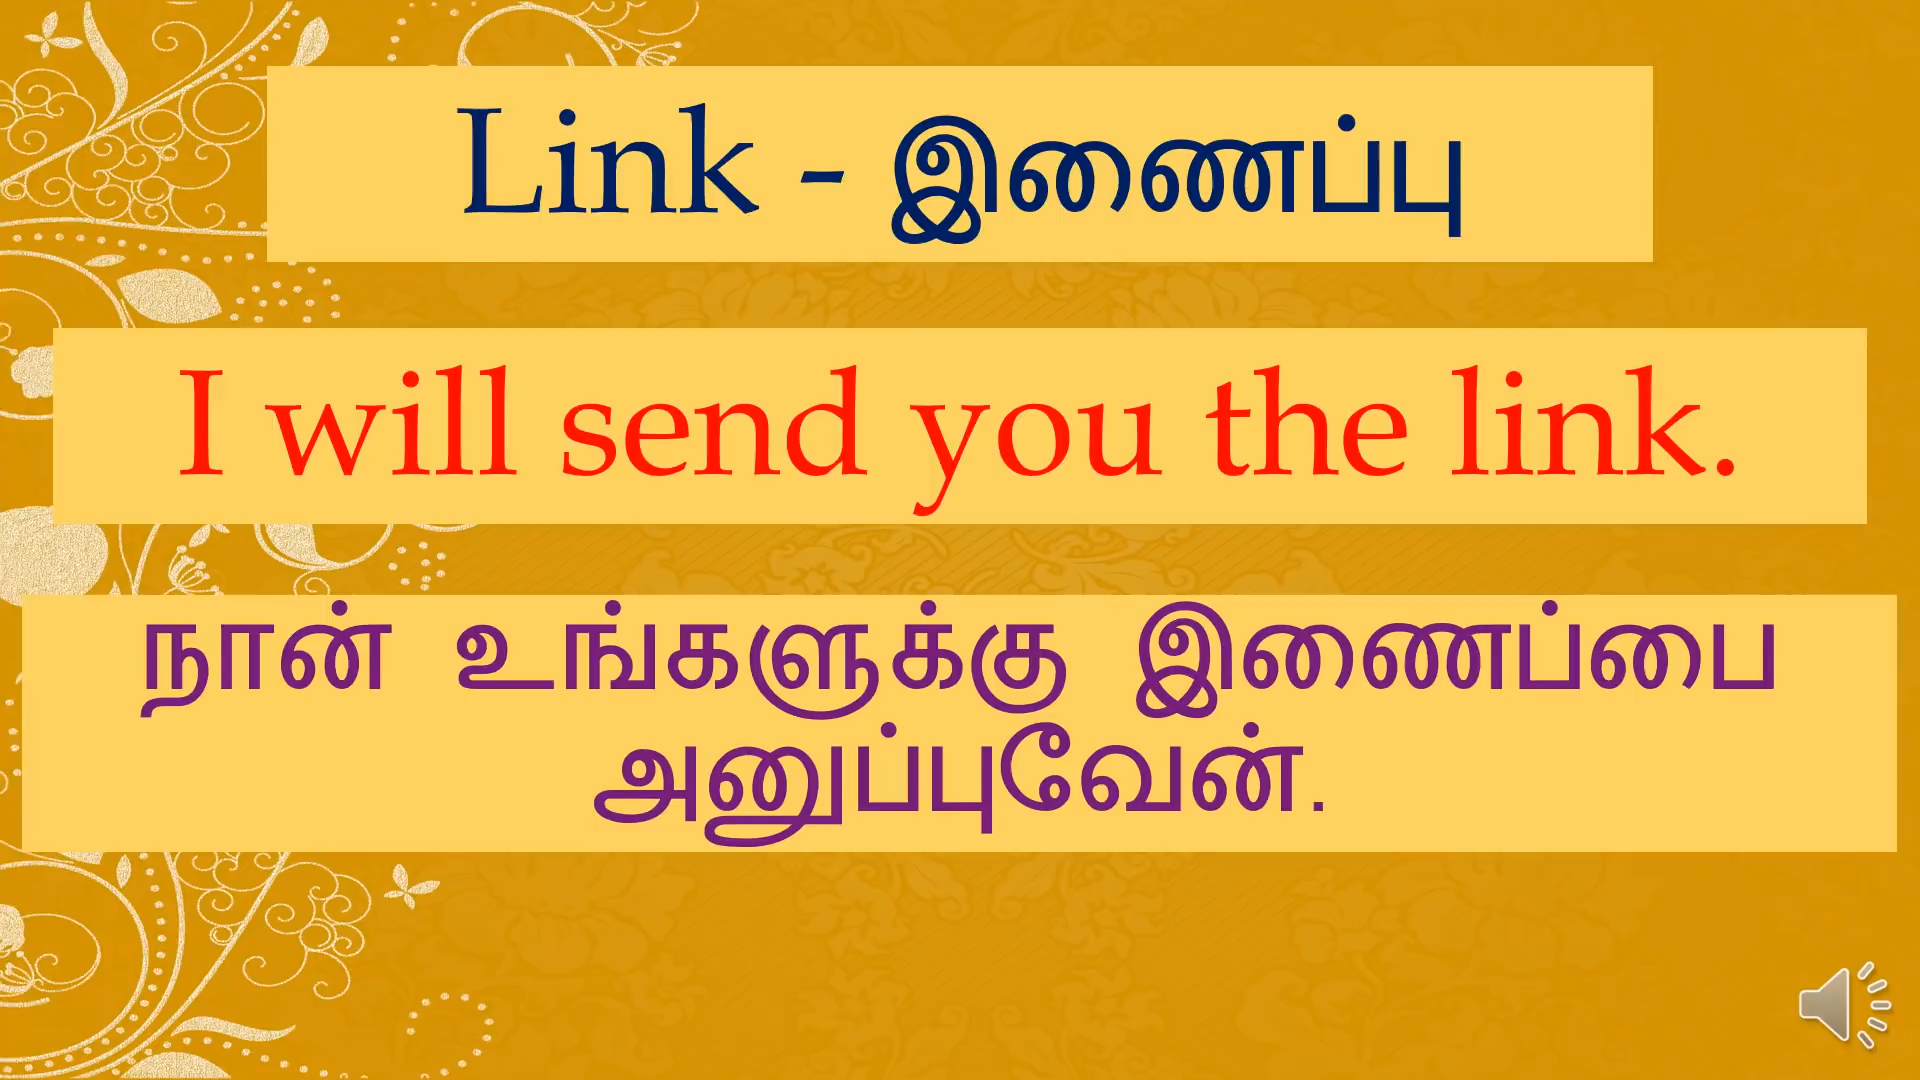 Link - இணைப்பு
I will send you the link.
நான் உங்களுக்கு இணைப்பை
அனுப்புவேன்.